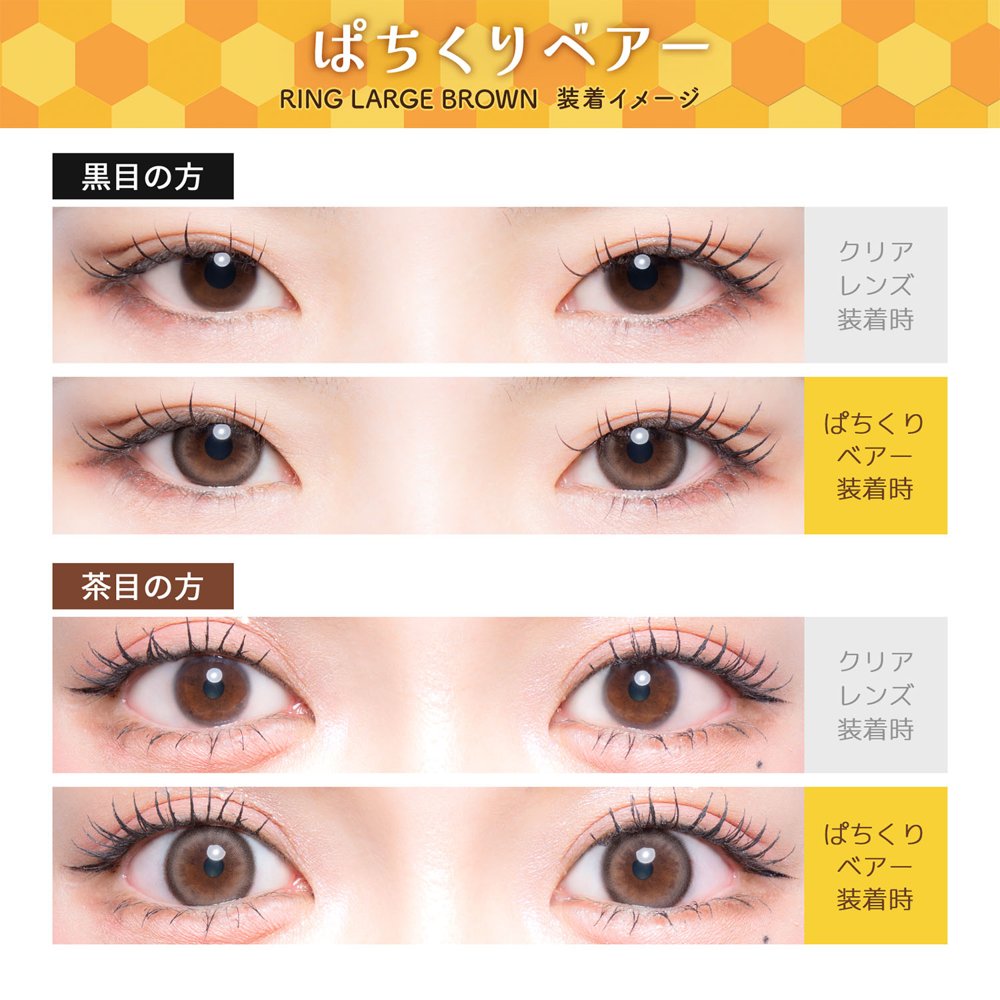 ぱちくりベアー
RING LARGE BROWN 装着イメージ
黒目の方
クリア
レンズ
装着時
ぱちくり
ベアー
装着時
茶目の方
クリア
レンズ
装着時
ぱちくり
ベアー
装着時